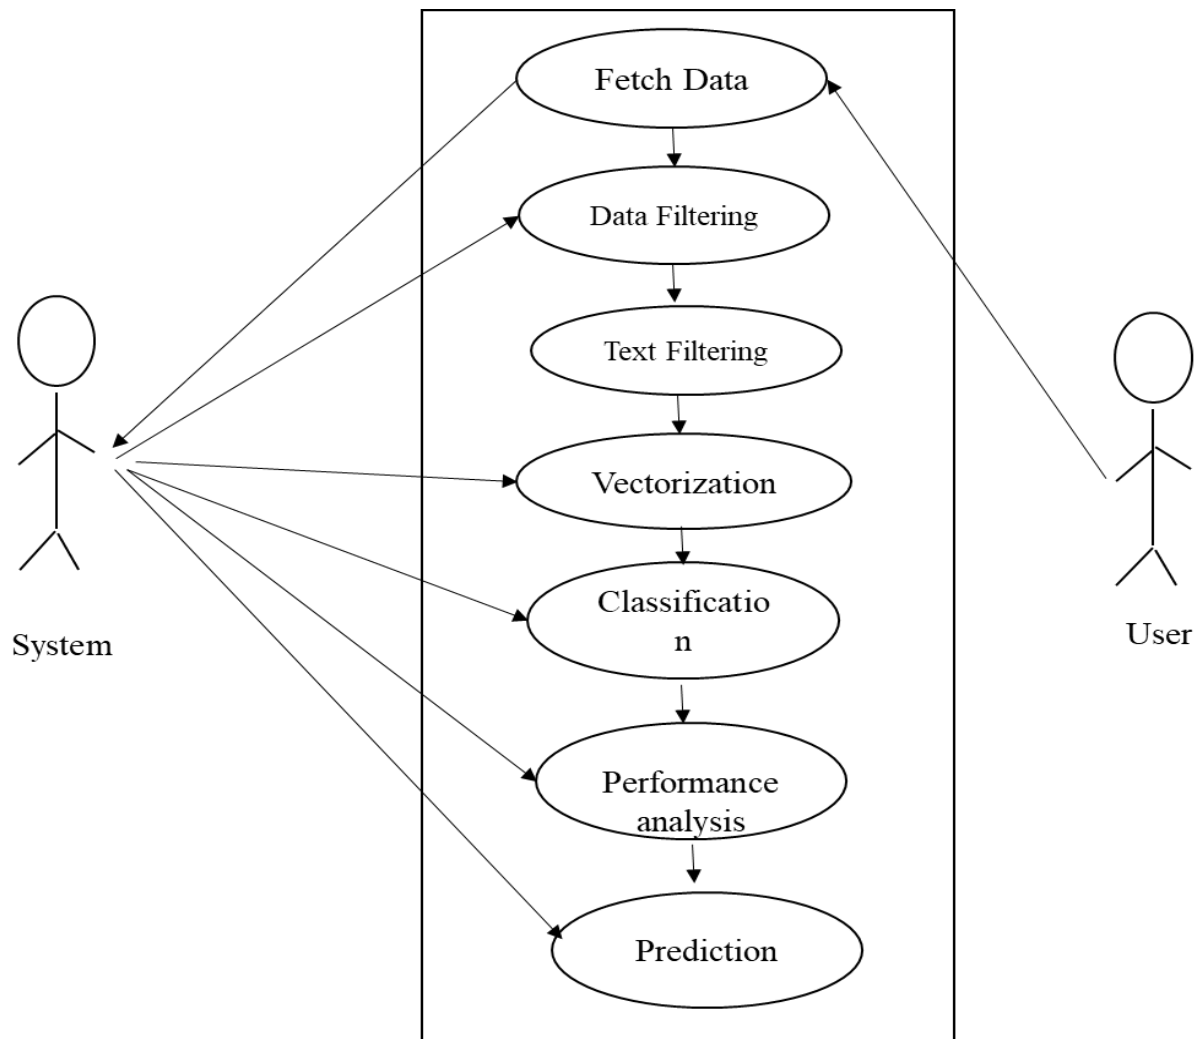 Fetch Data
Data Filtering
Text Filtering
Vectorization
Classificatio
n
System
User
Performance
analysis
Prediction